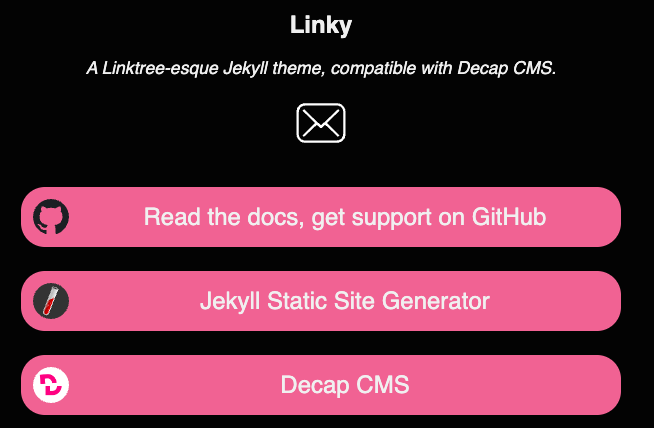 Linky
A Linktree-esque Jekyll theme, compatible with Decap CMS.
Read the docs, get support on GitHub
Jekyll Static Site Generator
Decap CMS